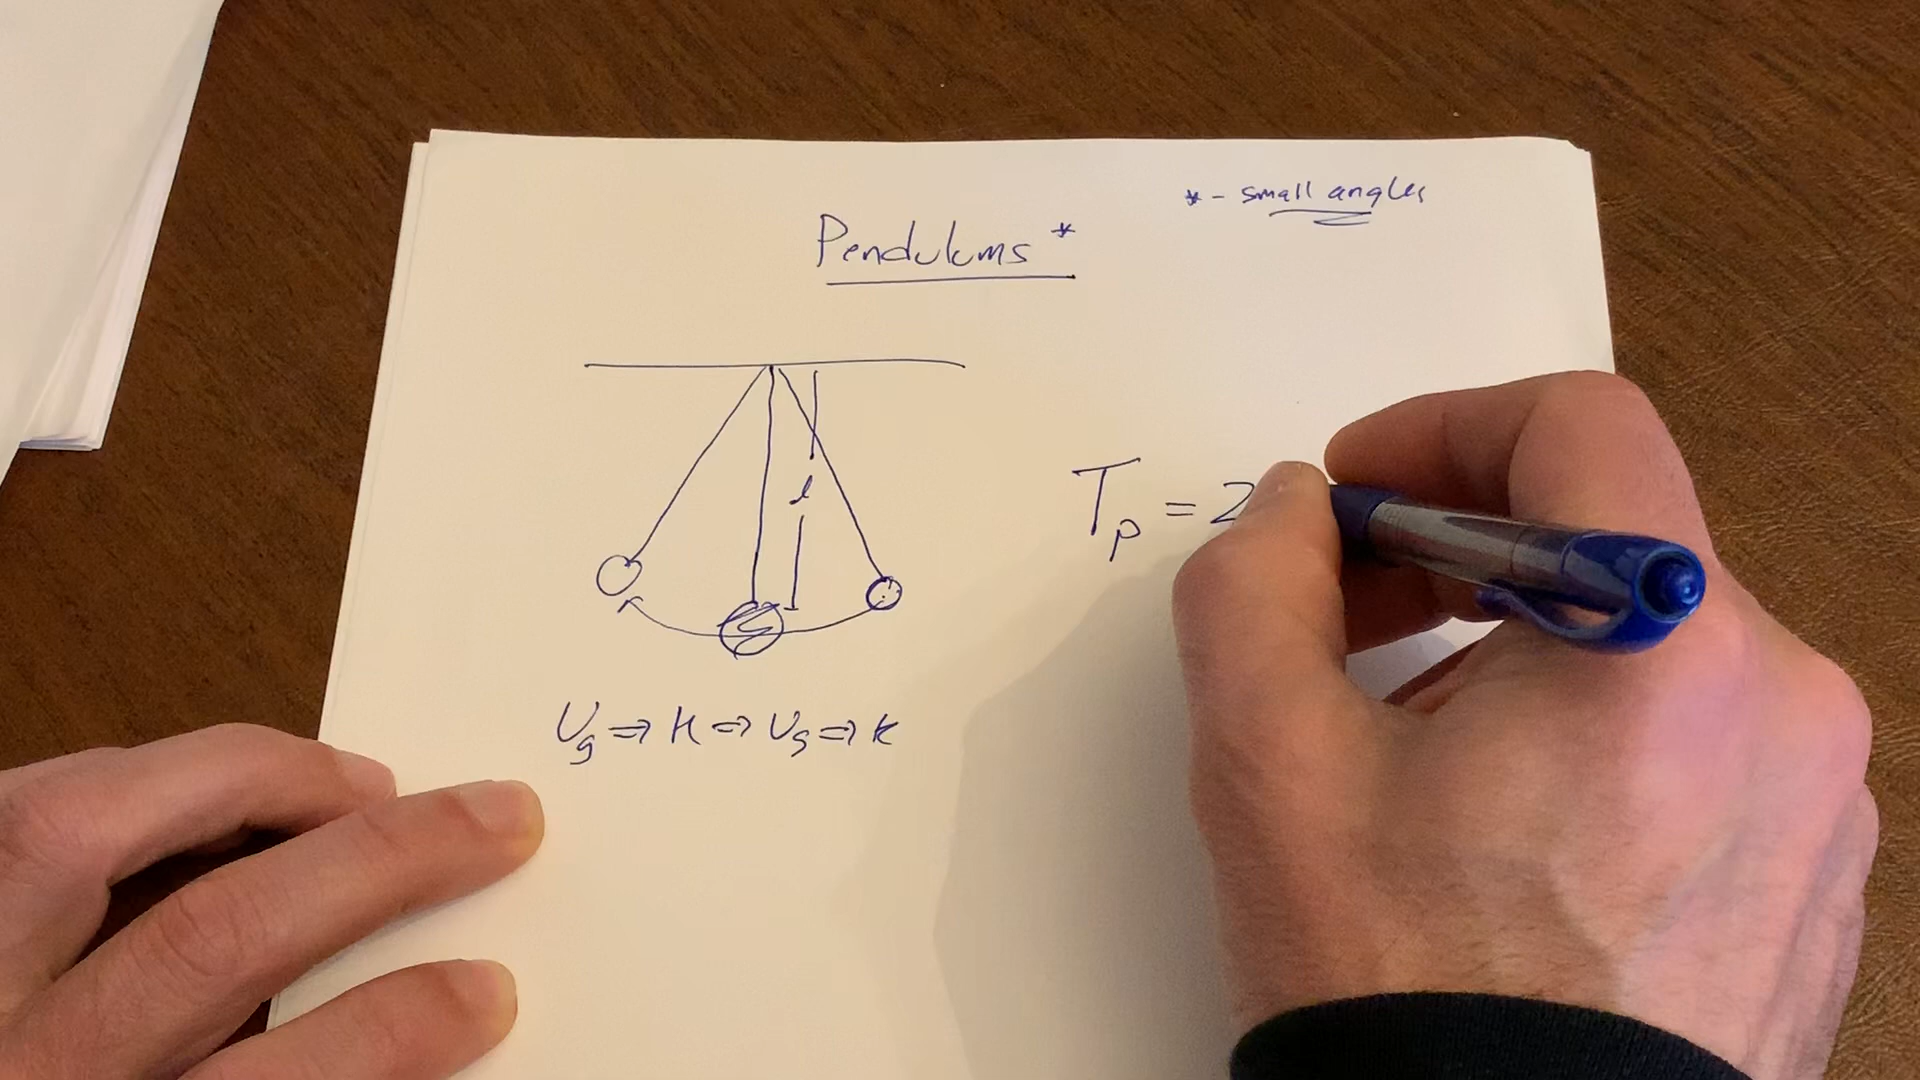 *- small angles
Pendulums *
l
Tp = 2
Ug ⇒ K ⇒ Ug ⇒ K